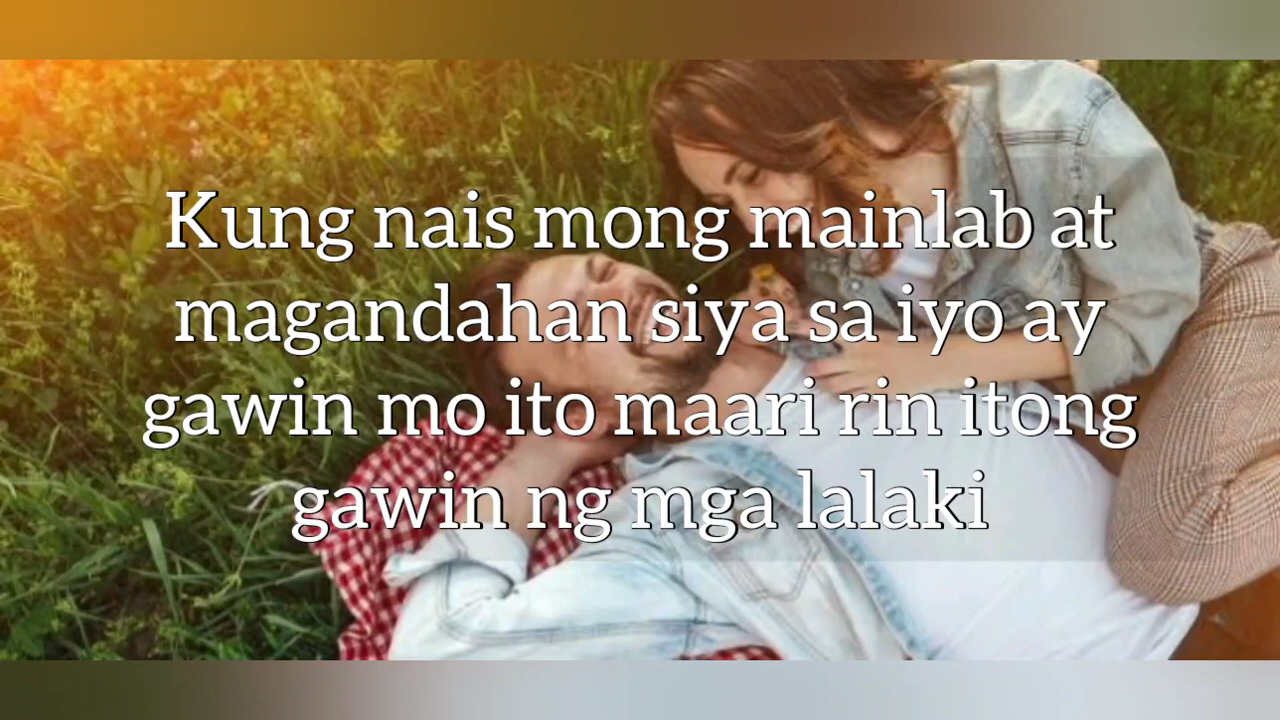 Kung nais mong mainlab at
magandahan siya sa iyo ay
gawin mo ito maari rin itong
gawin ng mga lalaki